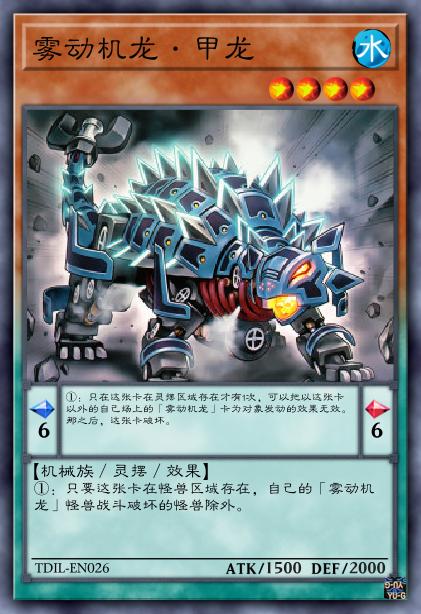 雾动机龙·甲龙
水
①：只在这张卡在灵摆区域存在才有1次，可以把以这张卡
以外的自己场上的「雾动机龙」卡为对象发动的效果无效。
那之后，这张卡破坏。
6
6
【机械族／灵摆／效果】
①：只要这张卡在怪兽区域存在，自己的「雾动机
龙」怪兽战斗破坏的怪兽除外。
TDIL-EN026
ATK/1500 DEF/2000